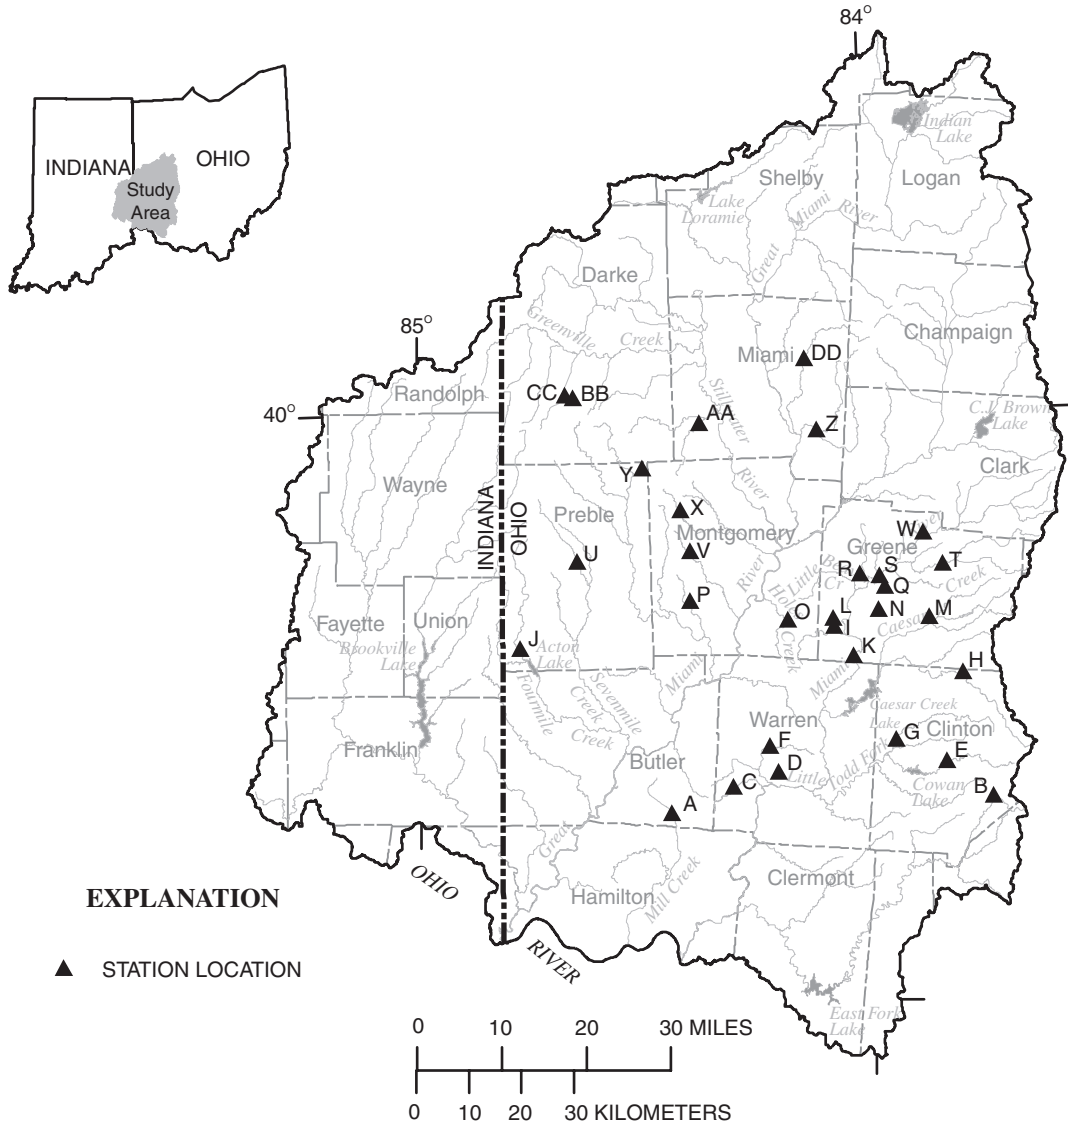 84°
INDIANA
OHIO
Study
Area
Indian
Lake
Shelby
Logan
Lake
Loramie
Miami
River
Great
Darke
Greenville
Creek
85°
Champaign
Miami
DD
Randolph
CC
BB
40°
Stillwater
AA
Z
C.J. Brown
Lake
Clark
Y
River
Wayne
INDIANA
OHIO
Preble
X
Montgomery
W
Greene
V
U
River
Little
R
S
T
Q
Creek
P
Hole
Cr
O
L
N
M
I
Caesar
Creek
Fayette
Union
Brookville
Lake
J
Acton
Lake
K
H
Miami
Miami
Fourmile
Creek
Sevenmile
Creek
Caesar Creek
Lake
Warren
F
G
Clinton
Franklin
Butler
D
E
Little
Todd Fork
C
Cowan
Lake
B
A
Great
OHIO
Hamilton
Mill Creek
Clermont
EXPLANATION
STATION LOCATION
RIVER
East Fork
Lake
0 10 20 30 MILES
0 10 20 30 KILOMETERS